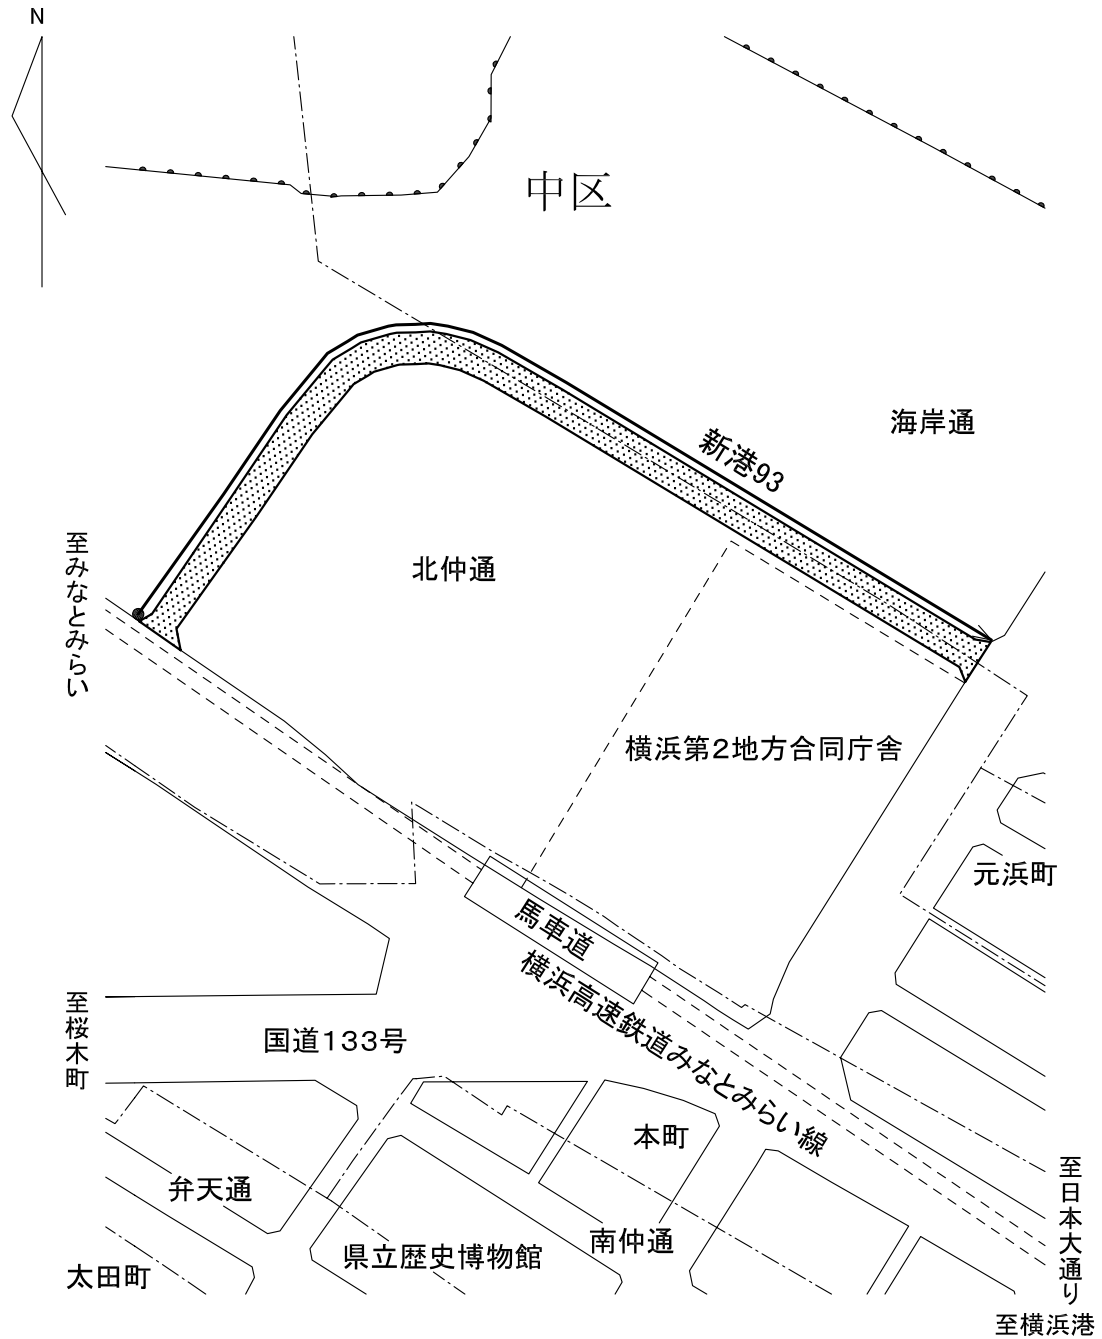 N
中区
海岸通
新港93
至みなとみらい
北仲通
横浜第2地方合同庁舎
元浜町
馬車道
横浜高速鉄道みなとみらい線
至桜木町
国道133号
本町
弁天通
南仲通
県立歴史博物館
太田町
至日本大通り
至横浜港